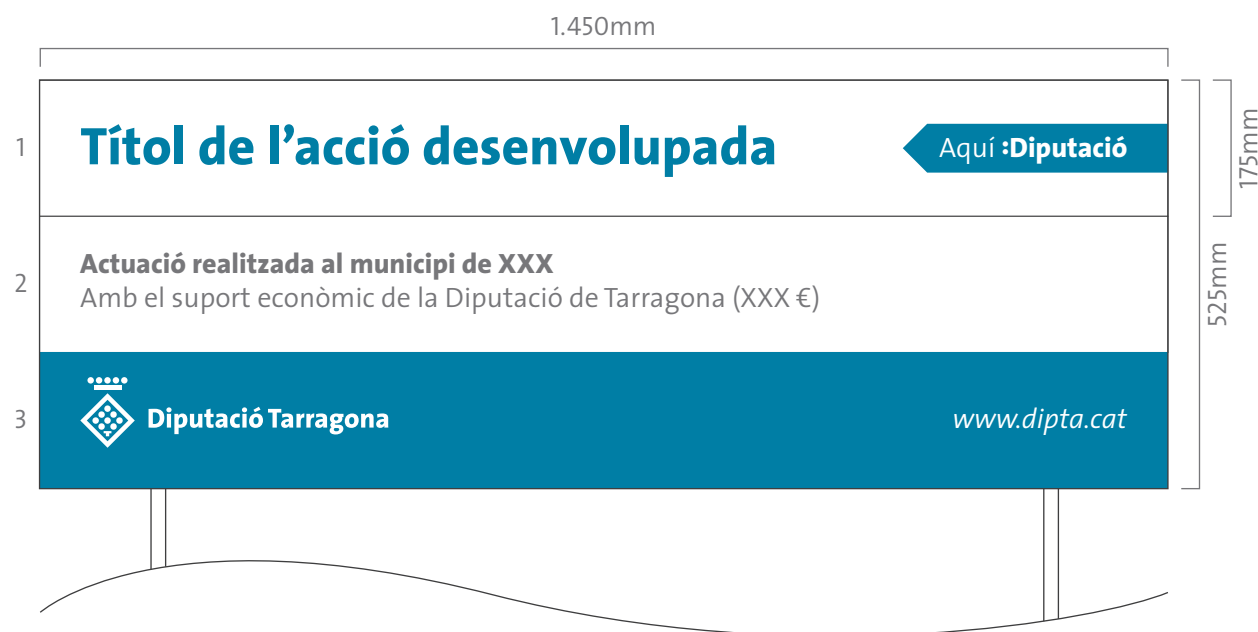 1.450mm
1
Títol de l’acció desenvolupada
Aquí :Diputació
175mm
2
Actuació realitzada al municipi de XXX
Amb el suport econòmic de la Diputació de Tarragona (XXX €)
525mm
3
Diputació Tarragona
www.dipta.cat